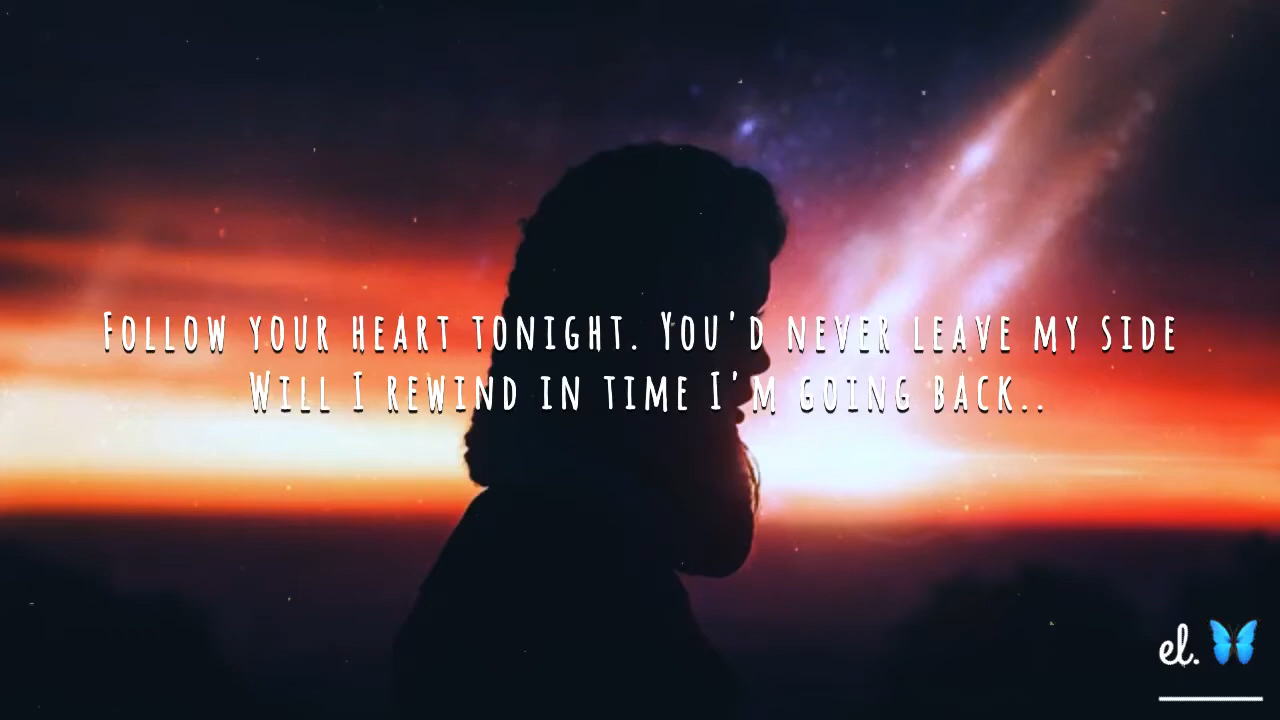 Follow your heart tonight. You'd never leave my side
Will I rewind in time I'm going back..
el. 🦋